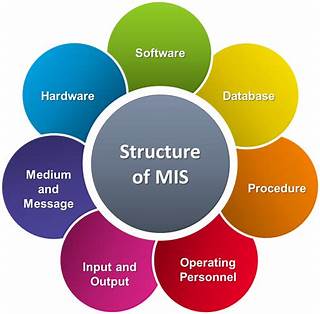 Software
Hardware
Database
Structure
of MIS
Medium
and
Message
Procedure
Input and
Output
Operating
Personnel